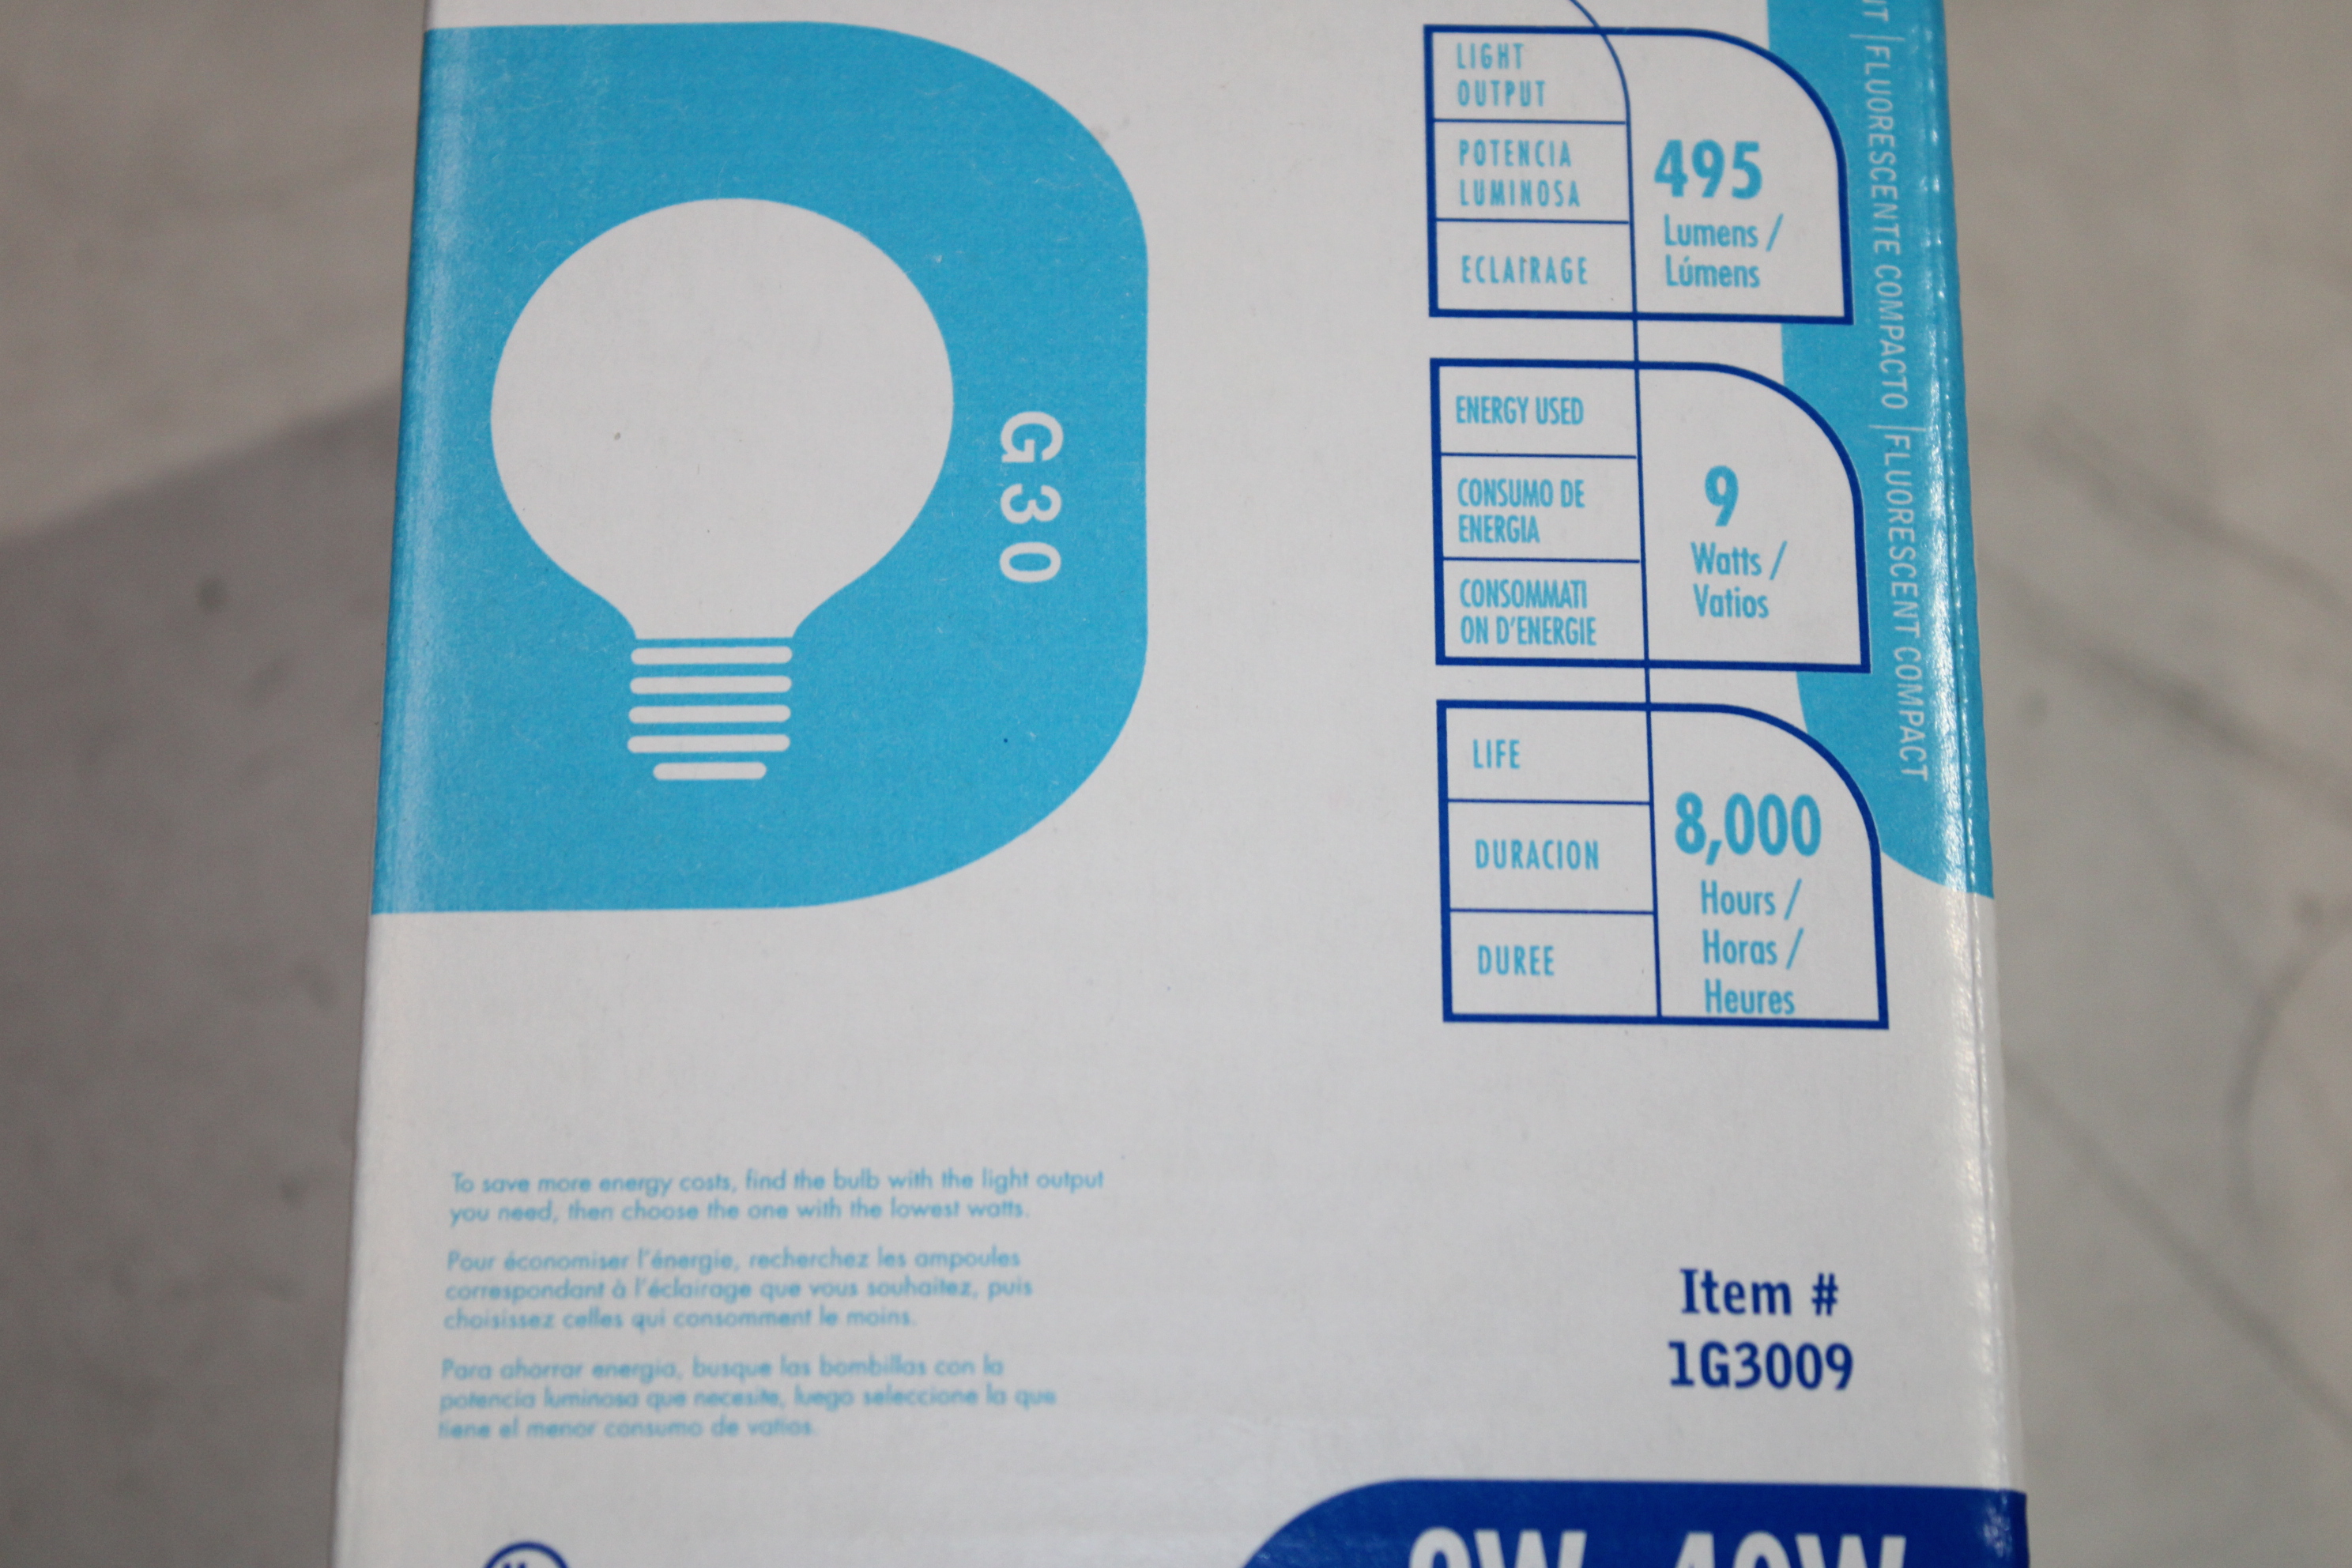 G30
LIGHT
OUTPUT
POTENCIA
LUMINOSA
ECLAIRAGE
495
Lumens /
Lúmens
ENERGY USED
CONSUMO DE
ENERGIA
CONSOMMATI
ON D'ENERGIE
9
Watts /
Vatios
LIFE
DURACION
DUREE
8,000
Hours /
Horas /
Heures
|FLUORESCENTE COMPACTO |FLUORESCENT COMPACT
To save more energy costs, find the bulb with the light output
you need, then choose the one with the lowest watts.
Pour économiser l'énergie, recherchez les ampoules
correspondant à l'éclairage que vous souhaitez, puis
choisissez celles qui consomment le moins.
Para ahorrar energia, busque las bombillas con la
potencia luminosa que necesite, luego seleccione la que
tiene el menor consumo de vatios.
Item #
1G3009
9W 40W